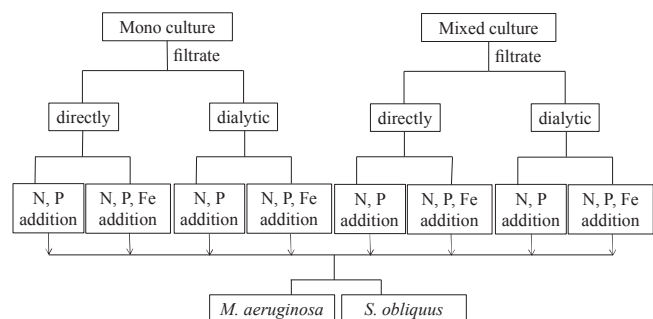 Mono culture
Mixed culture
filtrate
filtrate
directly
dialytic
directly
dialytic
N, P
addition
N, P, Fe
addition
N, P
addition
N, P, Fe
addition
N, P
addition
N, P, Fe
addition
N, P
addition
N, P, Fe
addition
M. aeruginosa
S. obliquus